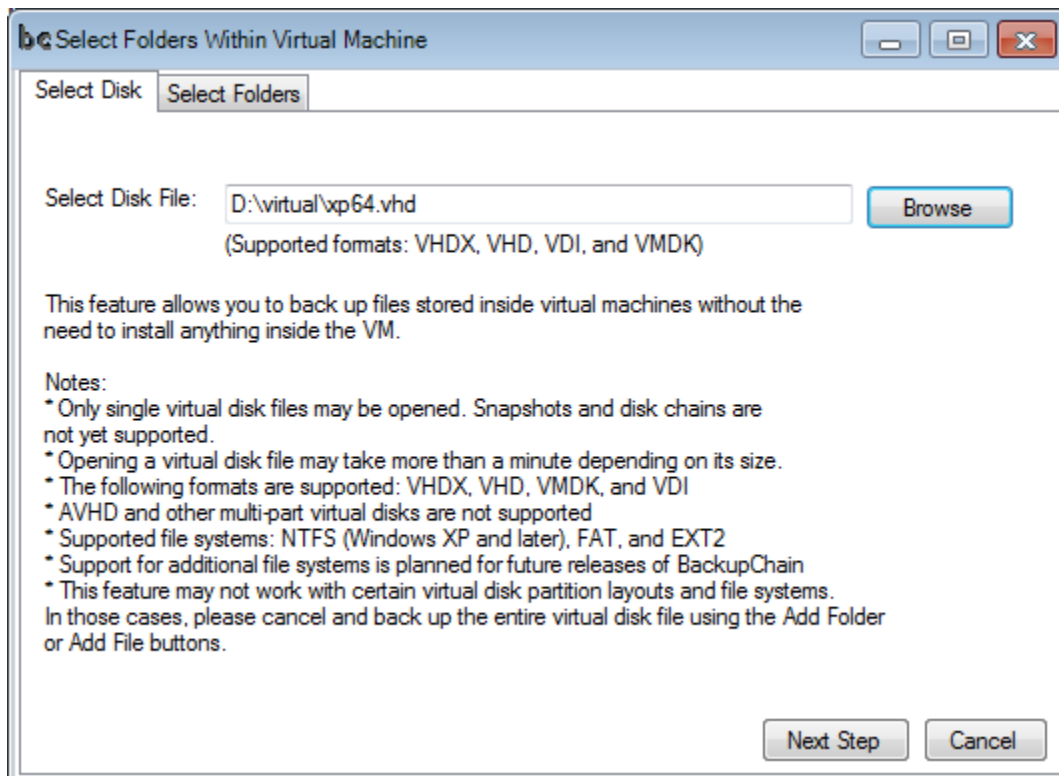 bc Select Folders Within Virtual Machine
Select Disk
Select Folders
Select Disk File:
D:\virtual\xp64.vhd
Browse
(Supported formats: VHDX, VHD, VDI, and VMDK)
This feature allows you to back up files stored inside virtual machines without the
need to install anything inside the VM.
Notes:
* Only single virtual disk files may be opened. Snapshots and disk chains are
not yet supported.
* Opening a virtual disk file may take more than a minute depending on its size.
* The following formats are supported: VHDX, VHD, VMDK, and VDI
* AVHD and other multi-part virtual disks are not supported
* Supported file systems: NTFS (Windows XP and later), FAT, and EXT2
* Support for additional file systems is planned for future releases of BackupChain
* This feature may not work with certain virtual disk partition layouts and file systems.
In those cases, please cancel and back up the entire virtual disk file using the Add Folder
or Add File buttons.
Next Step
Cancel